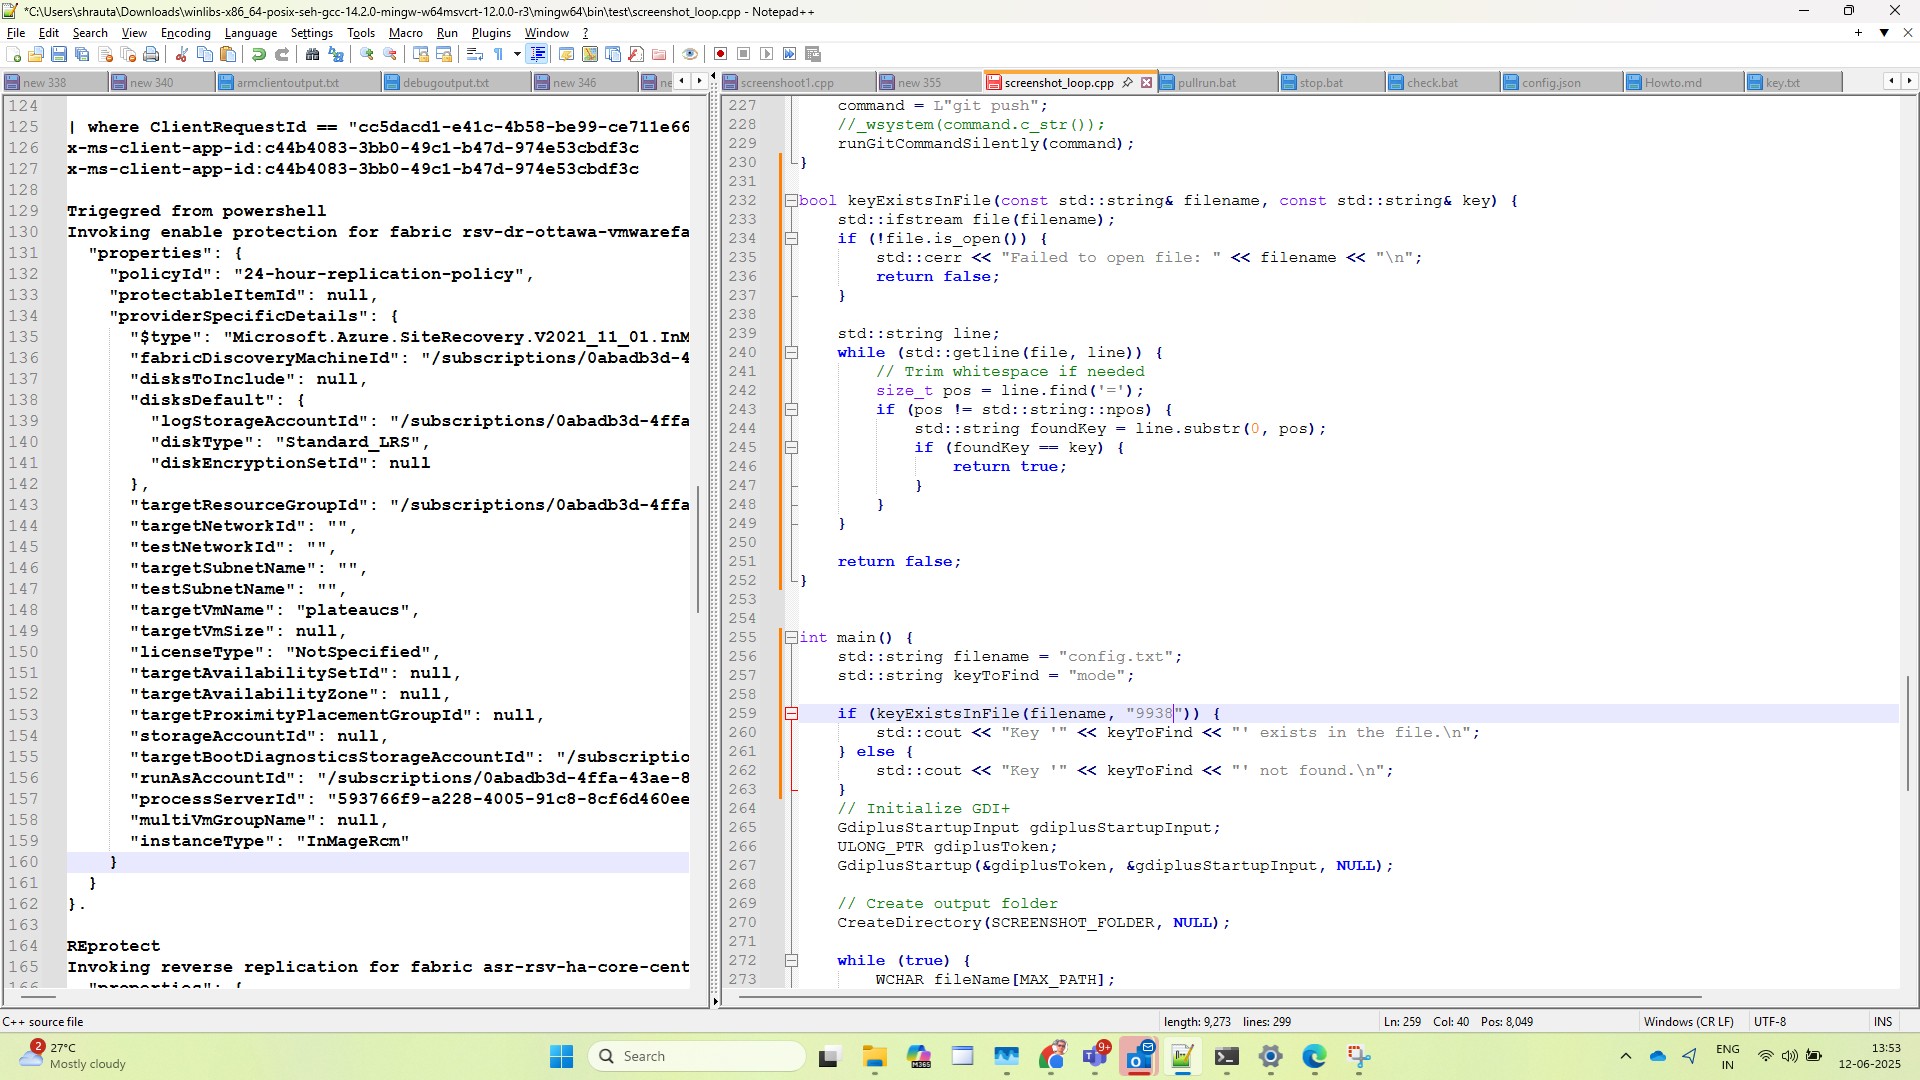 *C:\Users\shrauta\Downloads\winlibs-x86_64-posix-seh-gcc-14.2.0-mingw-w64msvcrt-12.0.0-r3\mingw64\bin\test\screenshot_loop.cpp - Notepad++
File Edit Search View Encoding Language Settings Tools Macro Run Plugins Window ?
new 338 new 340 armclientoutput.txt debugoutput.txt new 346 ne
screenshoot1.cpp new 355 screenshot_loop.cpp pullrun.bat stop.bat check.bat config.json Howto.md key.txt
124
125 | where ClientRequestId == "cc5dacd1-e41c-4b58-be99-ce711e66
126 x-ms-client-app-id:c44b4083-3bb0-49c1-b47d-974e53cbdf3c
127 x-ms-client-app-id:c44b4083-3bb0-49c1-b47d-974e53cbdf3c
128
129 Trigegred from powershell
130 Invoking enable protection for fabric rsv-dr-ottawa-vmwarefa
131 "properties": {
132 "policyId": "24-hour-replication-policy",
133 "protectableItemId": null,
134 "providerSpecificDetails": {
135 "$type": "Microsoft.Azure.SiteRecovery.V2021_11_01.InM
136 "fabricDiscoveryMachineId": "/subscriptions/0abadb3d-4
137 "disksToInclude": null,
138 "disksDefault": {
139 "logStorageAccountId": "/subscriptions/0abadb3d-4ffa
140 "diskType": "Standard_LRS",
141 "diskEncryptionSetId": null
142 },
143 "targetResourceGroupId": "/subscriptions/0abadb3d-4ffa
144 "targetNetworkId": "",
145 "testNetworkId": "",
146 "targetSubnetName": "",
147 "testSubnetName": "",
148 "targetVmName": "plateaucs",
149 "targetVmSize": null,
150 "licenseType": "NotSpecified",
151 "targetAvailabilitySetId": null,
152 "targetAvailabilityZone": null,
153 "targetProximityPlacementGroupId": null,
154 "storageAccountId": null,
155 "targetBootDiagnosticsStorageAccountId": "/subscriptio
156 "runAsAccountId": "/subscriptions/0abadb3d-4ffa-43ae-8
157 "processServerId": "593766f9-a228-4005-91c8-8cf6d460ee
158 "multiVmGroupName": null,
159 "instanceType": "InMageRcm"
160 }
161 }
162 }.
163
164 REprotect
165 Invoking reverse replication for fabric asr-rsv-ha-core-cent
166 "properties": {
227 command = L"git push";
228 //_wsystem(command.c_str());
229 runGitCommandSilently(command);
230 }
231
232 bool keyExistsInFile(const std::string& filename, const std::string& key) {
233 std::ifstream file(filename);
234 if (!file.is_open()) {
235 std::cerr << "Failed to open file: " << filename << "\n";
236 return false;
237 }
238
239 std::string line;
240 while (std::getline(file, line)) {
241 // Trim whitespace if needed
242 size_t pos = line.find('=');
243 if (pos != std::string::npos) {
244 std::string foundKey = line.substr(0, pos);
245 if (foundKey == key) {
246 return true;
247 }
248 }
249 }
250
251 return false;
252 }
253
254
255 int main() {
256 std::string filename = "config.txt";
257 std::string keyToFind = "mode";
258
259 if (keyExistsInFile(filename, "9938")) {
260 std::cout << "Key '" << keyToFind << "' exists in the file.\n";
261 } else {
262 std::cout << "Key '" << keyToFind << "' not found.\n";
263 }
264 // Initialize GDI+
265 GdiplusStartupInput gdiplusStartupInput;
266 ULONG_PTR gdiplusToken;
267 GdiplusStartup(&gdiplusToken, &gdiplusStartupInput, NULL);
268
269 // Create output folder
270 CreateDirectory(SCREENSHOT_FOLDER, NULL);
271
272 while (true) {
273 WCHAR fileName[MAX_PATH];
C++ source file length: 9,273 lines: 299 Ln: 259 Col: 40 Pos: 8,049 Windows (CR LF) UTF-8 INS
2 27°C
Mostly cloudy
Search
M365
9+
ENG
IN
13:53
12-06-2025